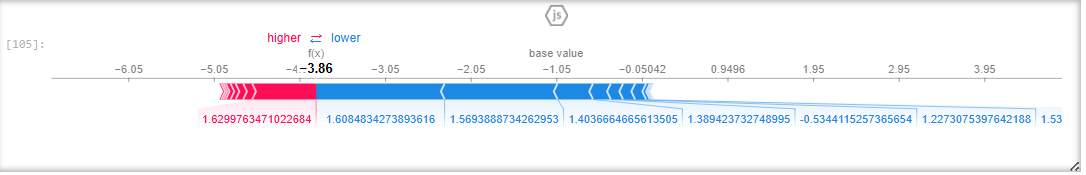 js
[105]:
higher ⇄ lower
f(x)
base value
−6.05 −5.05 −4. −3.86 −3.05 −2.05 −1.05 −0.05042 0.9496 1.95 2.95 3.95
1.6299763471022684 1.6084834273893616 1.5693888734262953 1.4036664665613505 1.389423732748995 -0.5344115257365654 1.2273075397642188 1.53